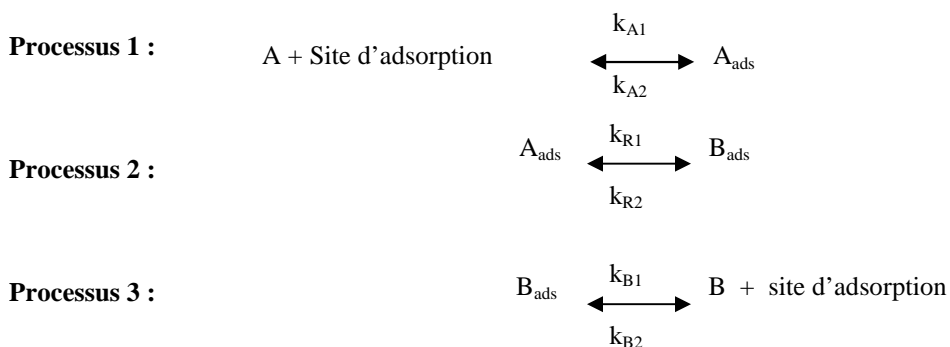 k_A1
Processus 1 : A + Site d'adsorption A_ads
k_A2
k_R1
A_ads B_ads
Processus 2 :
k_R2
k_B1
Processus 3 : B_ads B + site d'adsorption
k_B2